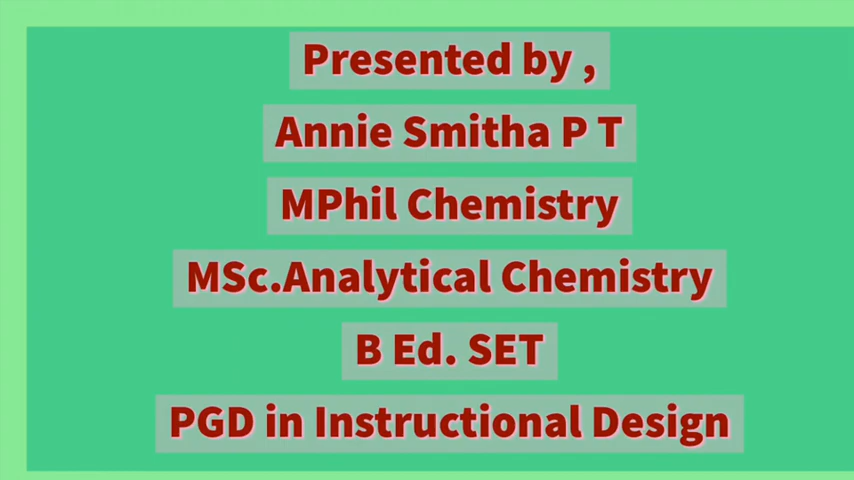 Presented by ,
Annie Smitha P T
MPhil Chemistry
MSc.Analytical Chemistry
B Ed. SET
PGD in Instructional Design